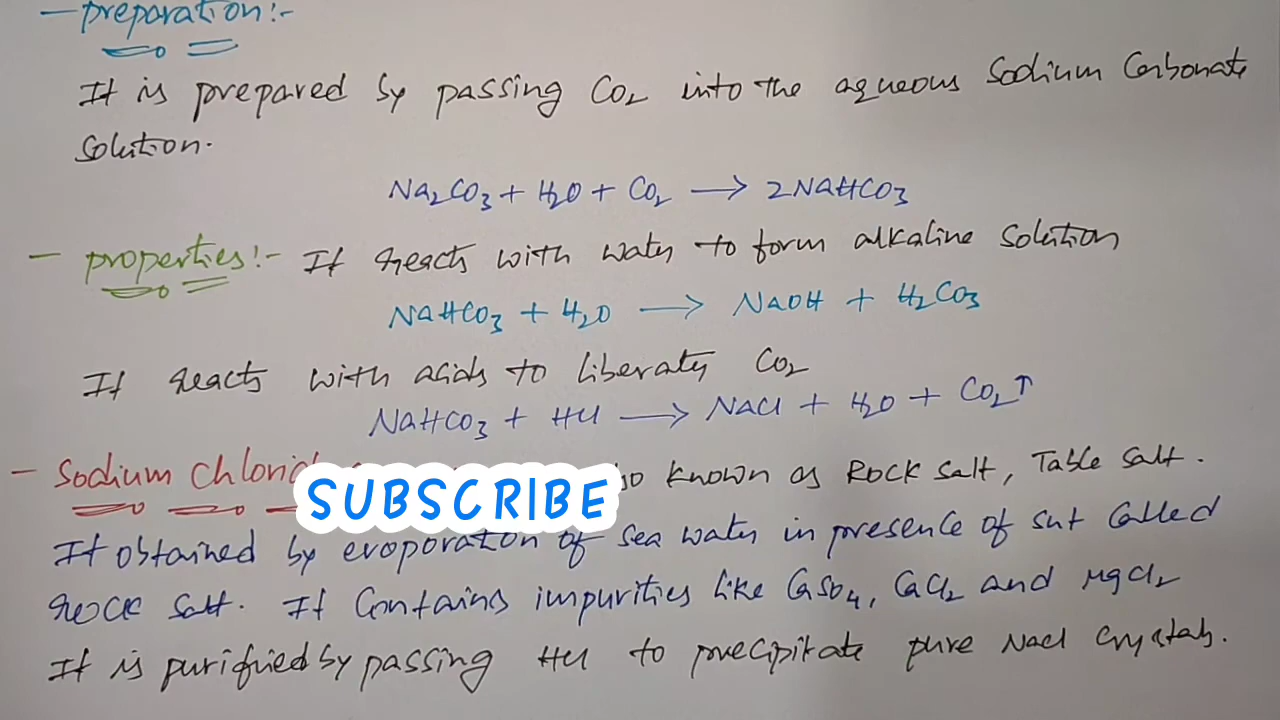 - preparation:-
It is prepared by passing CO2 into the aqueous Sodium Carbonate
Solution.
Na2CO3 + H2O + CO2 → 2NaHCO3
- properties:- It reacts with water to form alkaline solution
NaHCO3 + H2O → NaOH + H2CO3
It reacts with acids to liberate CO2
NaHCO3 + HCl → NaCl + H2O + CO2↑
- Sodium known as Rock salt, Table salt.
SUBSCRIBE
It obtained by evoporation of sea water in presence of called
rock salt. It Contains impurities like CaSO4, CaCl2 and MgCl2
It is purified by passing HCl to precipitate pure NaCl crystals.